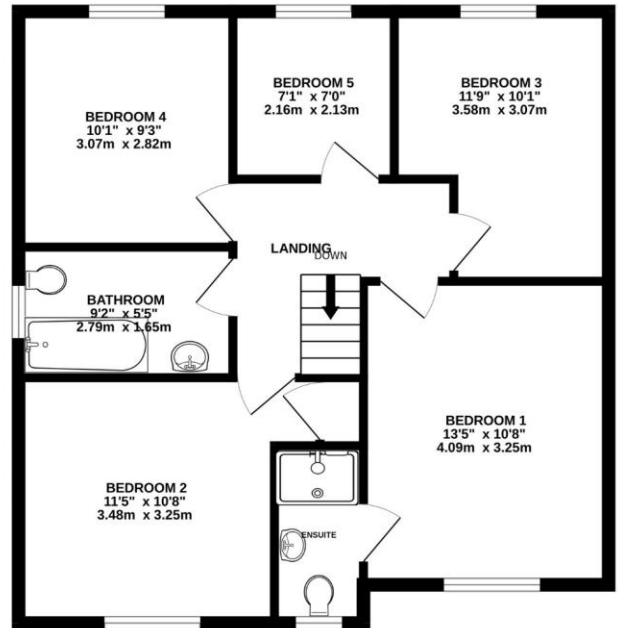 BEDROOM 4
10'1" x 9'3"
3.07m x 2.82m
BEDROOM 5
7'1" x 7'0"
2.16m x 2.13m
BEDROOM 3
11'9" x 10'1"
3.58m x 3.07m
LANDING
DOWN
BATHROOM
9'2" x 5'5"
2.79m x 1.65m
BEDROOM 1
13'5" x 10'8"
4.09m x 3.25m
BEDROOM 2
11'5" x 10'8"
3.48m x 3.25m
ENSUITE